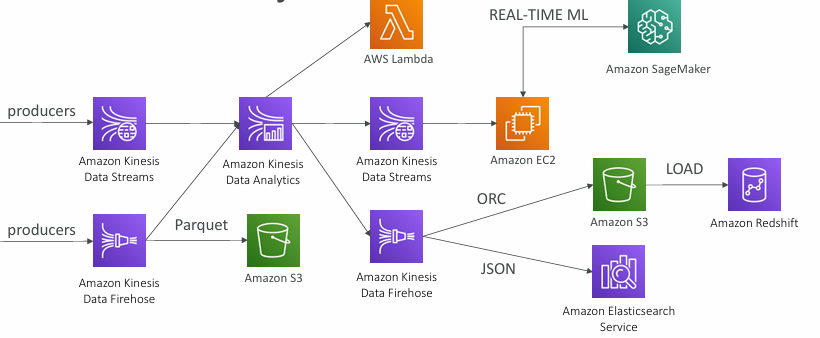 REAL-TIME ML
AWS Lambda
Amazon SageMaker
producers
Amazon Kinesis
Data Streams
Amazon Kinesis
Data Analytics
Amazon Kinesis
Data Streams
Amazon EC2
ORC
LOAD
producers
Parquet
Amazon S3
Amazon Redshift
Amazon Kinesis
Data Firehose
Amazon S3
Amazon Kinesis
Data Firehose
JSON
Amazon Elasticsearch
Service